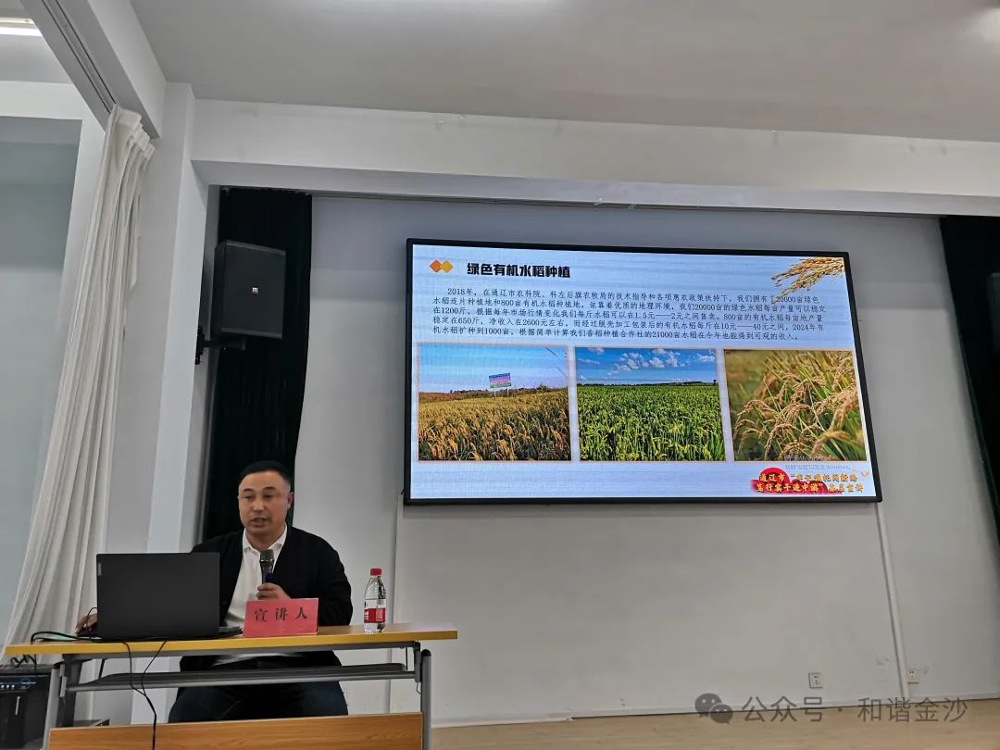 绿色有机水稻种植
2018年，在通辽市农科院、科左后旗农牧局的技术指导和各项惠农政策扶持下，我们拥有了20000亩绿色
水稻连片种植地和800亩有机水稻种植地，依靠着优质的地理环境，我们20000亩的绿色水稻每亩产量可以稳定
在1200斤，根据每年市场行情变化我们每斤水稻可以在1.5元——2元之间售卖。800亩的有机水稻每亩地产量
稳定在650斤，净收入在2600元左右，而经过脱壳加工包装后的有机水稻每斤在10元——40元之间，2024年有
机水稻扩种到1000亩，根据简单计算我们香稻种植合作社的21000亩水稻在今年也能得到可观的收入。
通辽市
笃行实干进中游"
宣讲人
公众号·和谐金沙